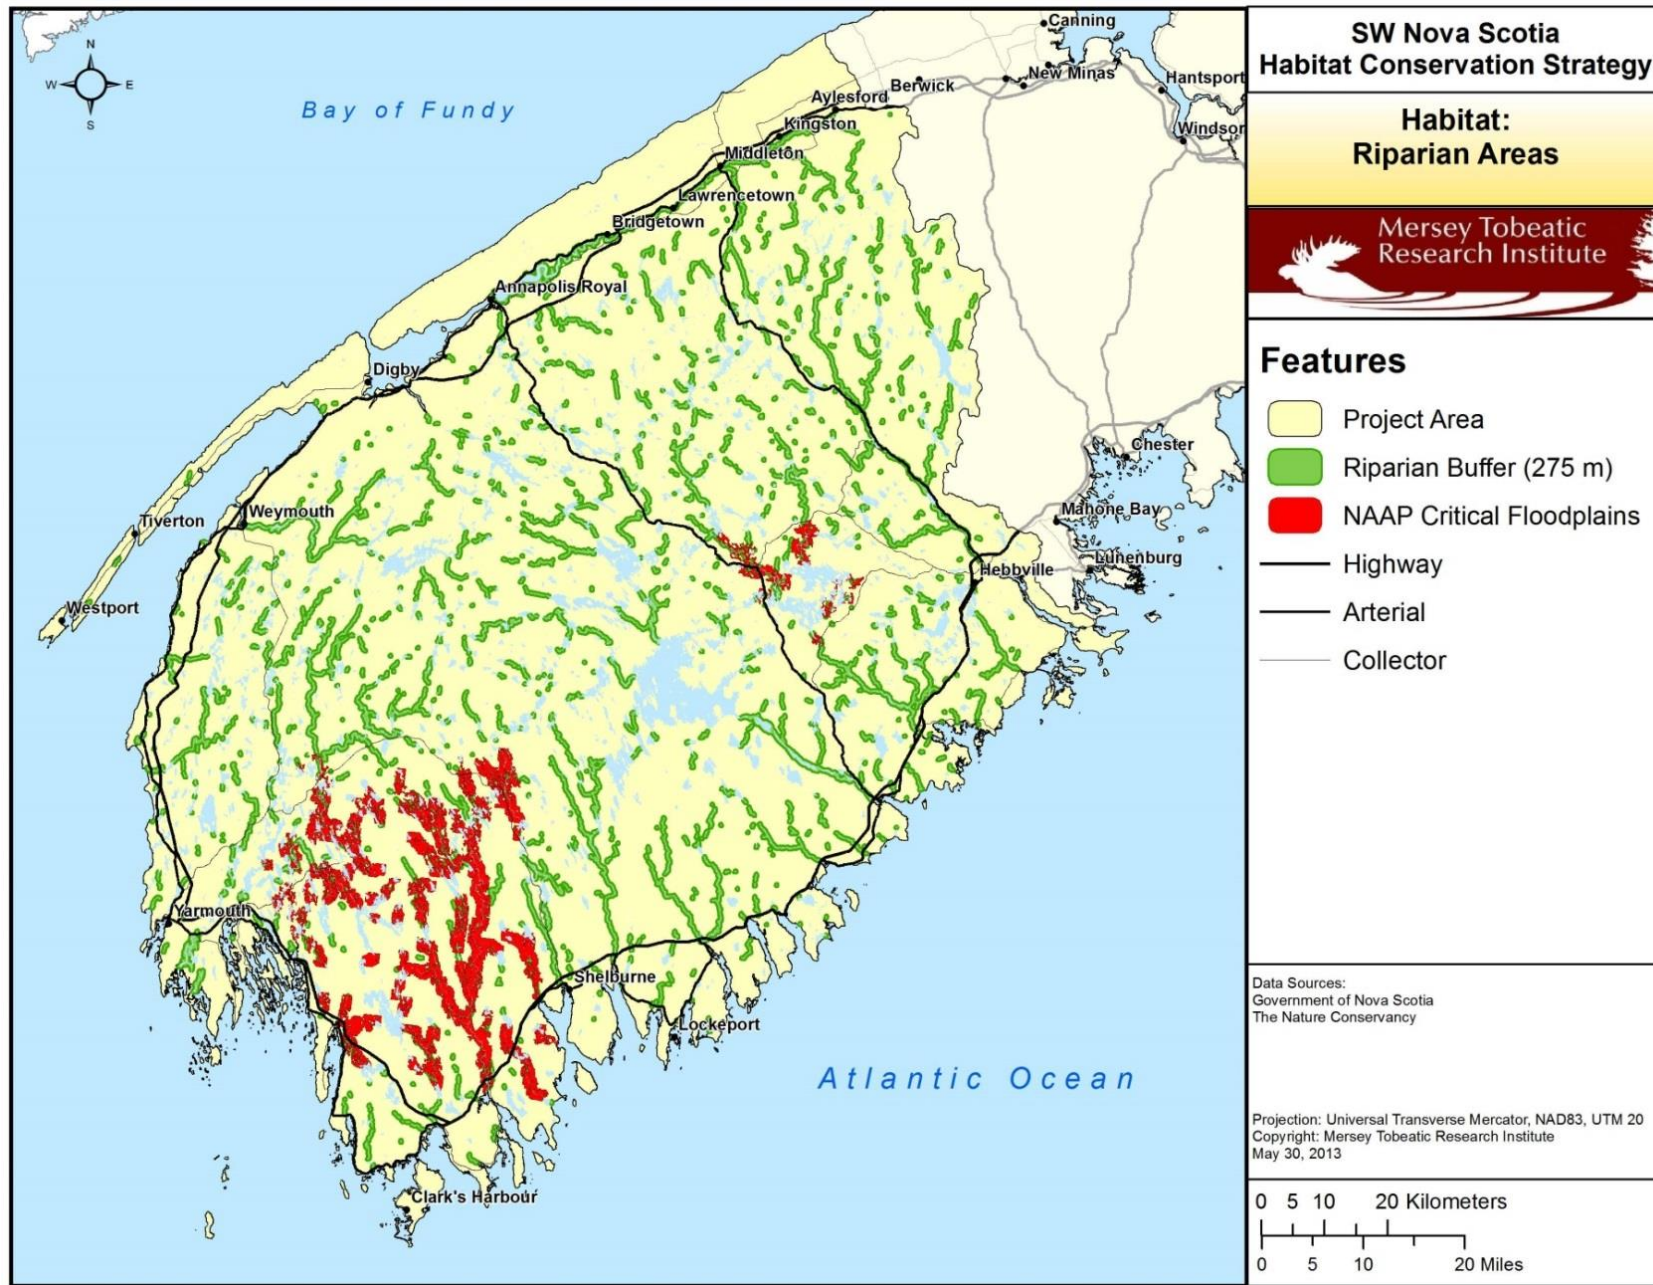 SW Nova Scotia
Habitat Conservation Strategy
Habitat:
Riparian Areas
Mersey Tobeatic
Research Institute
Features
Project Area
Riparian Buffer (275 m)
NAAP Critical Floodplains
Highway
Arterial
Collector
Data Sources:
Government of Nova Scotia
The Nature Conservancy
Projection: Universal Transverse Mercator, NAD83, UTM 20
Copyright: Mersey Tobeatic Research Institute
May 30, 2013
0 5 10 20 Kilometers
0 5 10 20 Miles
N
W E
S
Bay of Fundy
Canning
New Minas
Hantsport
Berwick
Aylesford
Kingston
Windsor
Middleton
Lawrencetown
Bridgetown
Annapolis Royal
Digby
Chester
Weymouth
Tiverton
Mahone Bay
Lunenburg
Hebbville
Westport
Yarmouth
Shelburne
Lockeport
Atlantic Ocean
Clark's Harbour